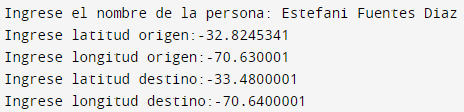 Ingrese el nombre de la persona: Estefani Fuentes Diaz
Ingrese latitud origen:-32.8245341
Ingrese longitud origen:-70.630001
Ingrese latitud destino:-33.4800001
Ingrese longitud destino:-70.6400001